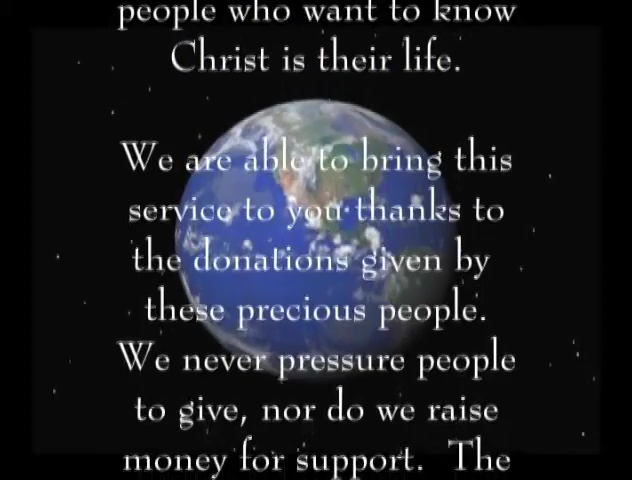 people who want to know
Christ is their life.
We are able to bring this
service to you thanks to
the donations given by
these precious people.
We never pressure people
to give, nor do we raise
money for support. The